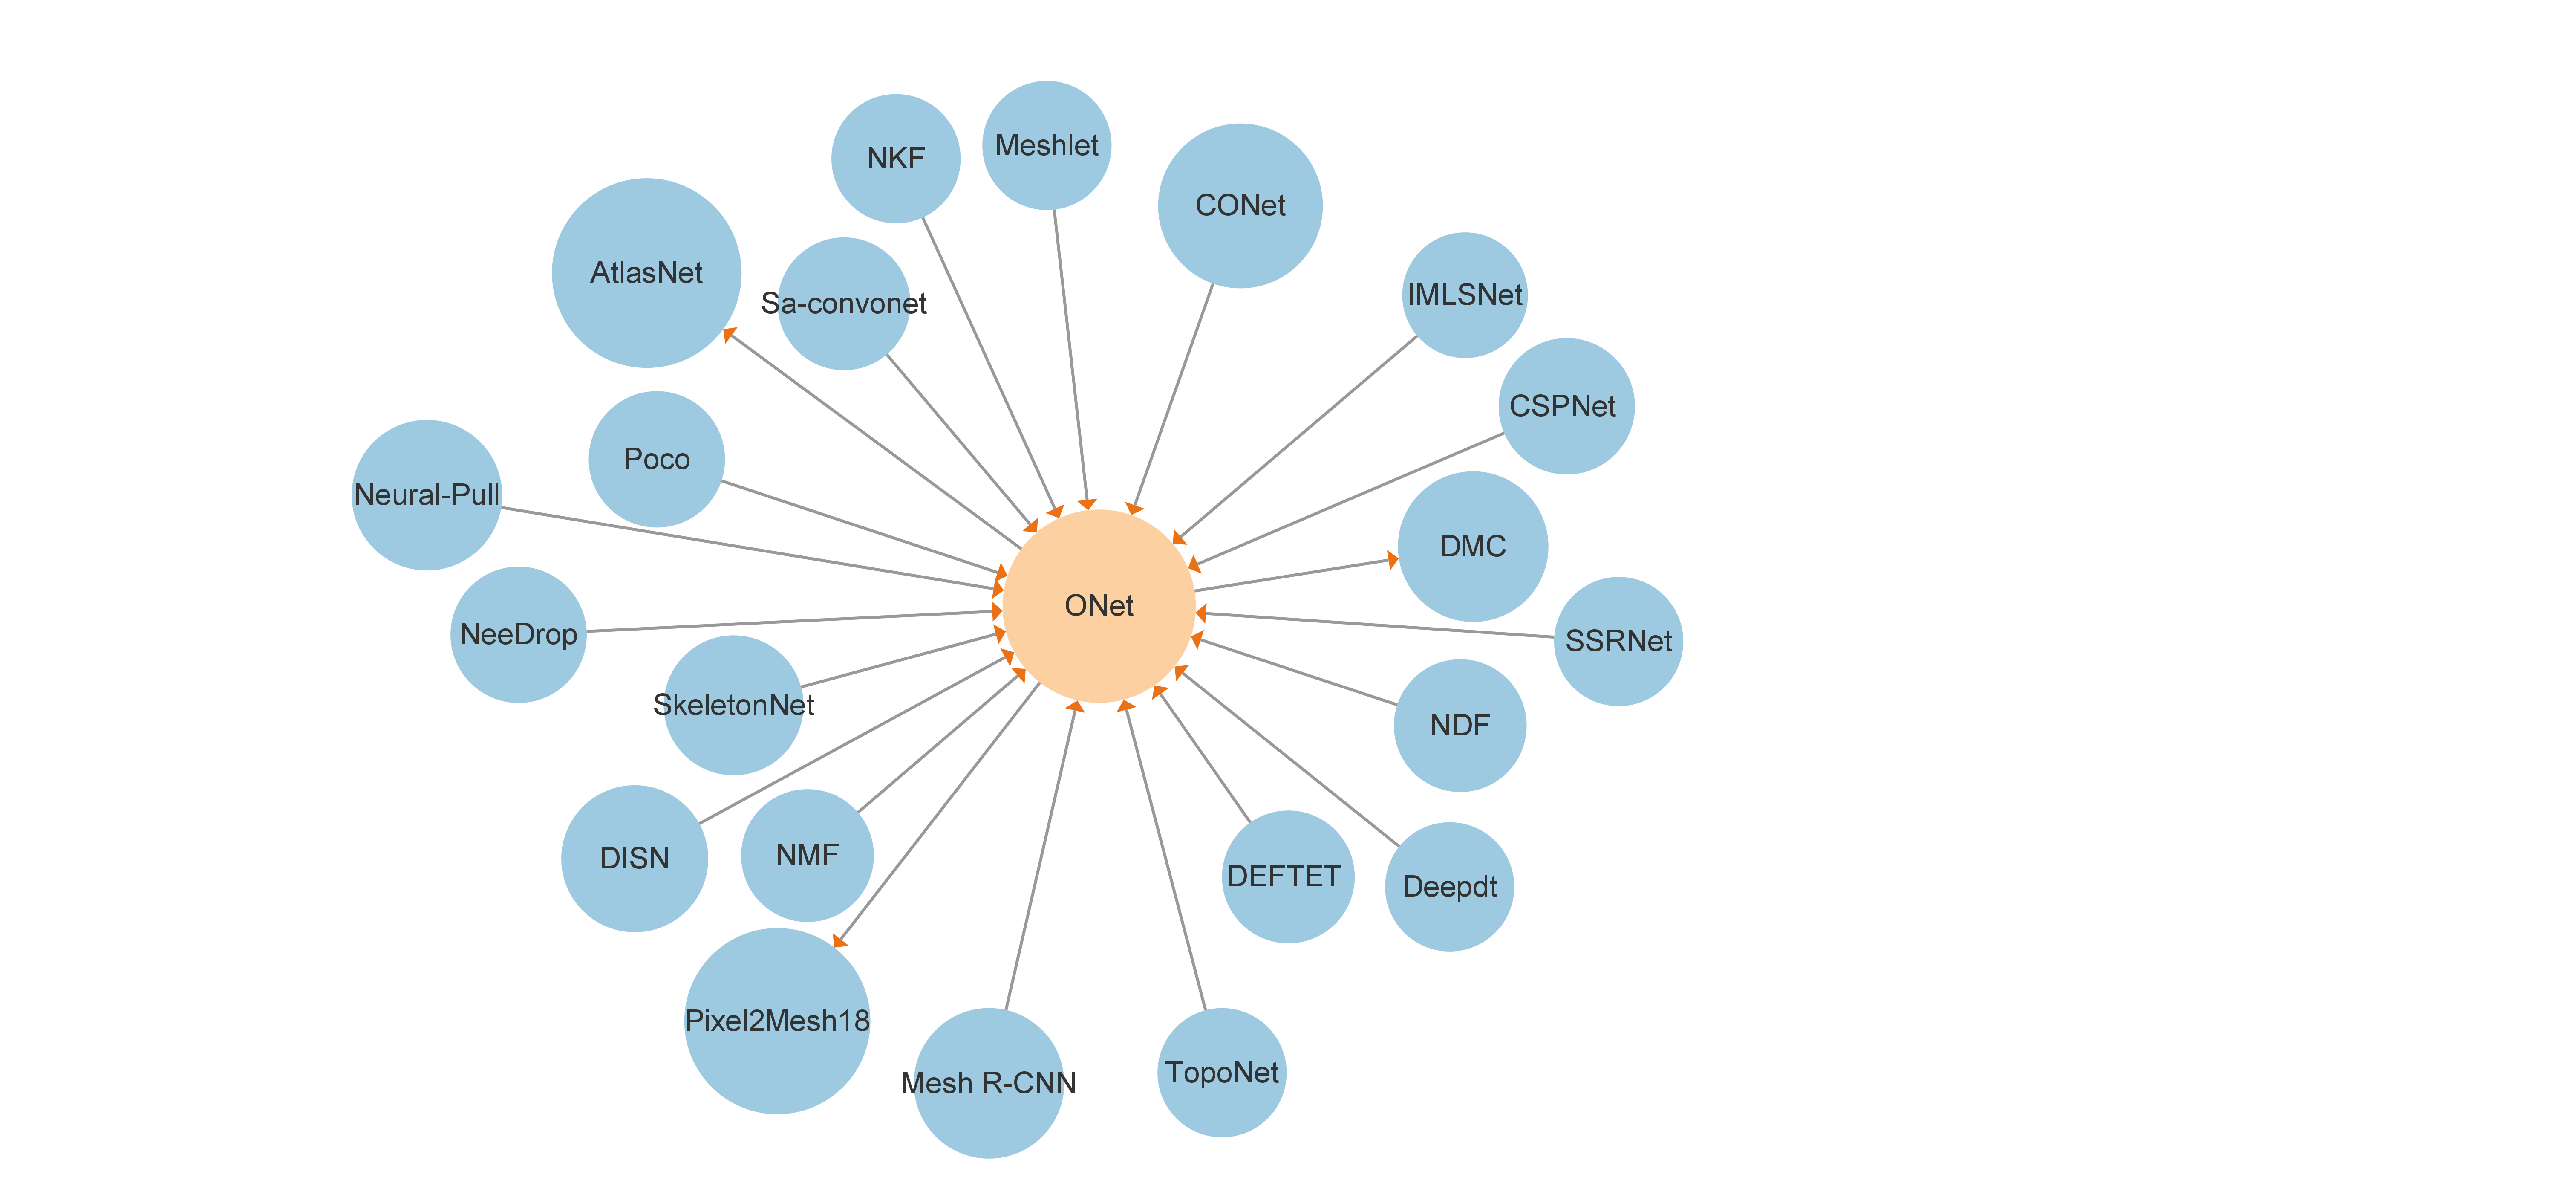 Meshlet
NKF
CONet
AtlasNet
IMLSNet
Sa-convonet
CSPNet
Poco
Neural-Pull
DMC
ONet
NeeDrop
SSRNet
SkeletonNet
NDF
DISN
NMF
DEFTET
Deepdt
Pixel2Mesh18
TopoNet
Mesh R-CNN